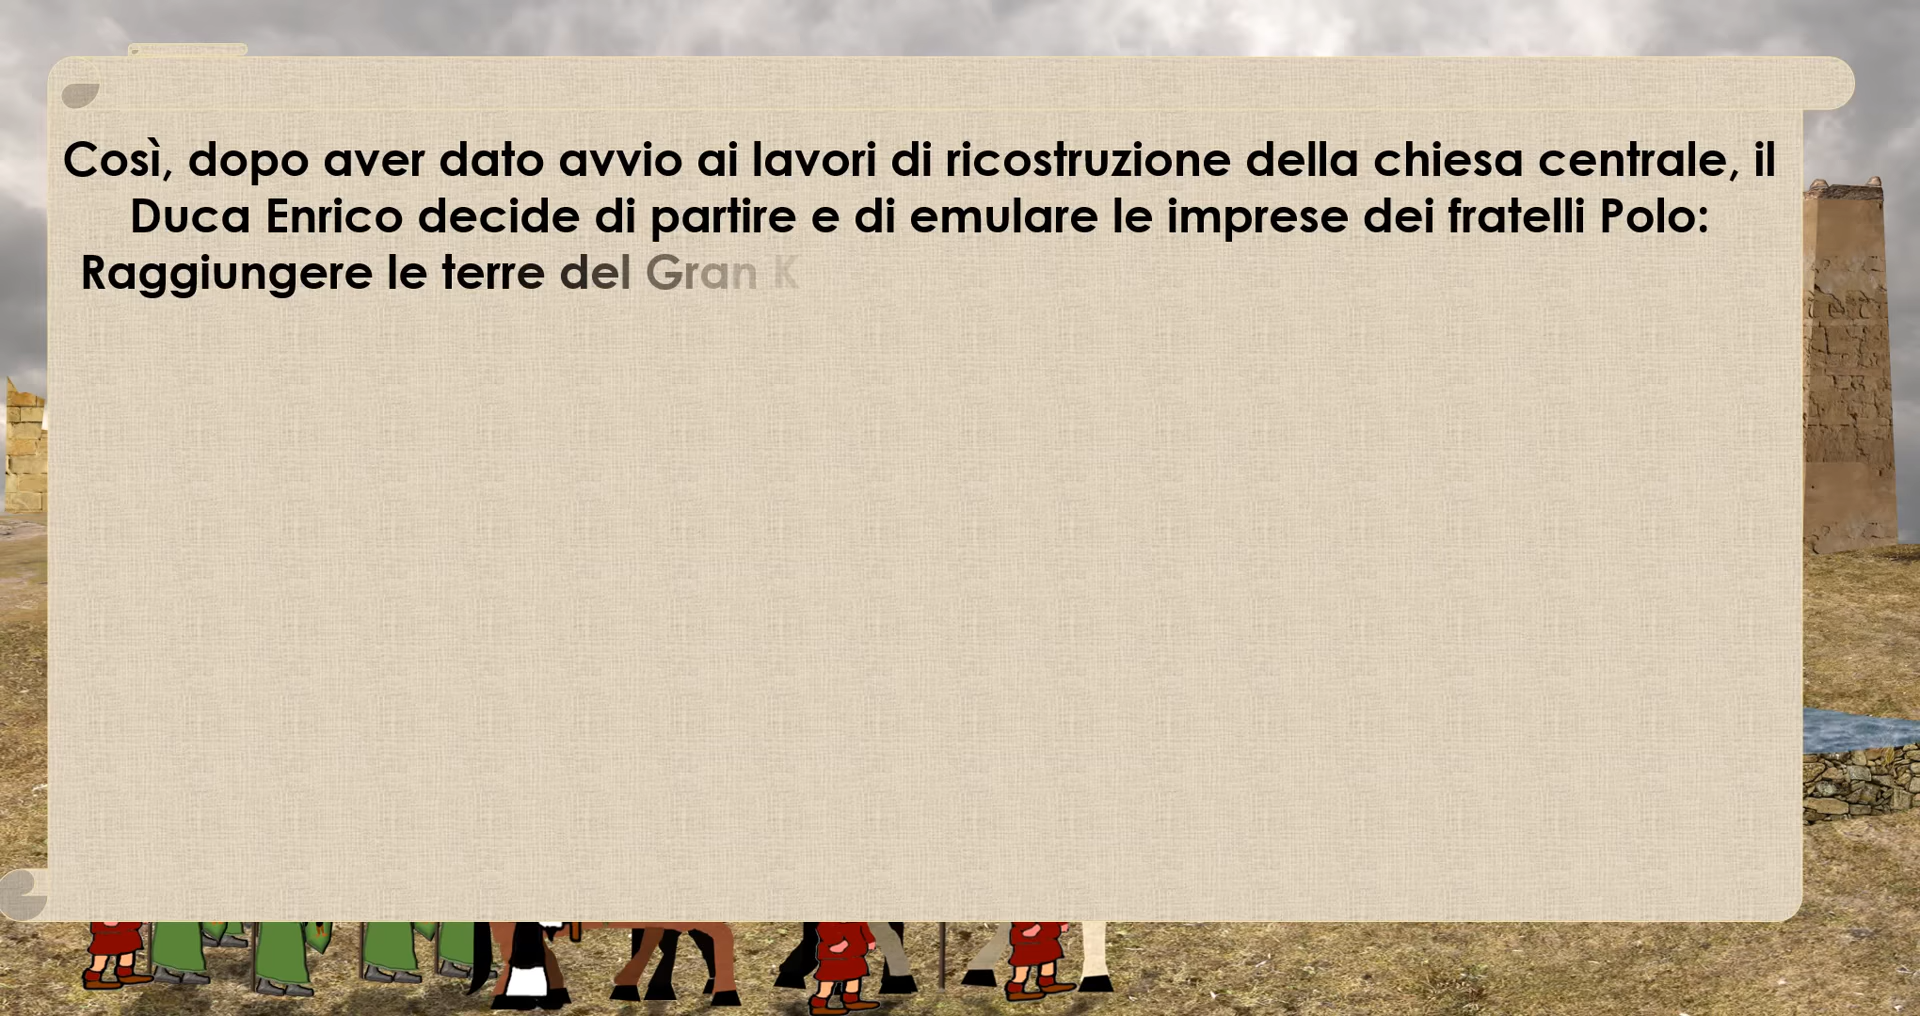 Così, dopo aver dato avvio ai lavori di ricostruzione della chiesa centrale, il
Duca Enrico decide di partire e di emulare le imprese dei fratelli Polo:
Raggiungere le terre del Gran K